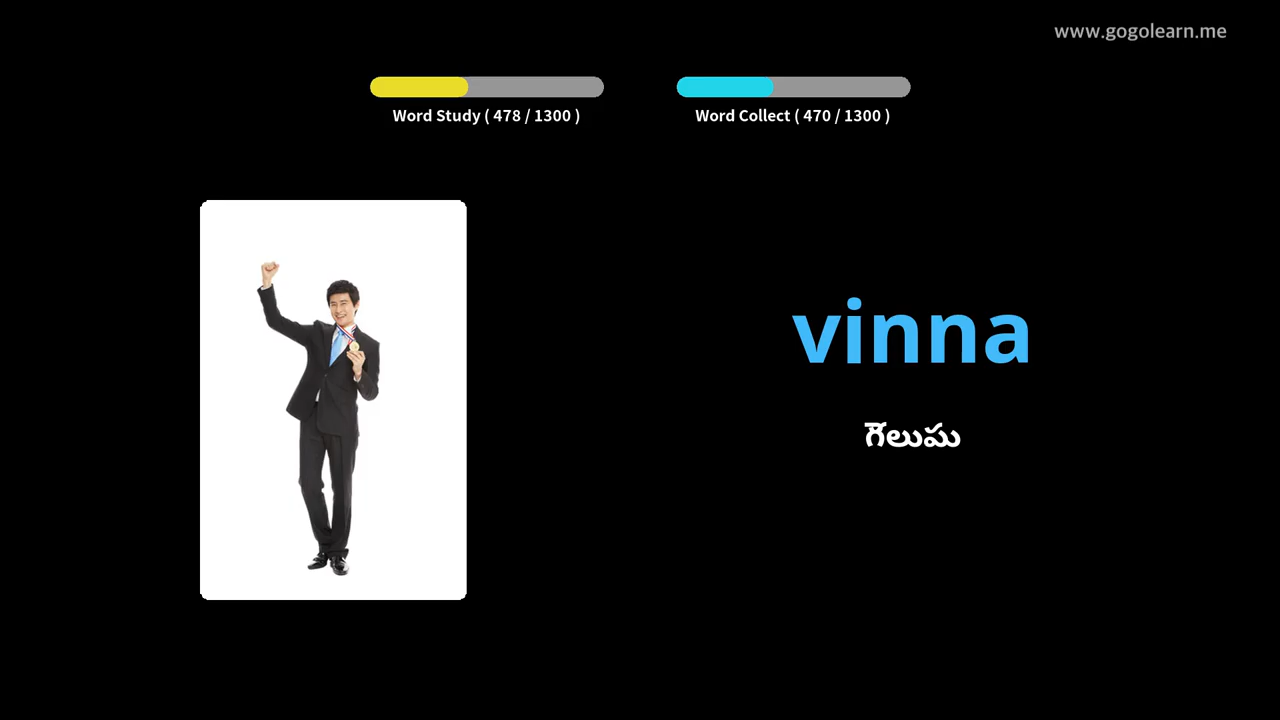 www.gogolearn.me
Word Study ( 478 / 1300 )
Word Collect ( 470 / 1300 )
vinna
గెలుపు